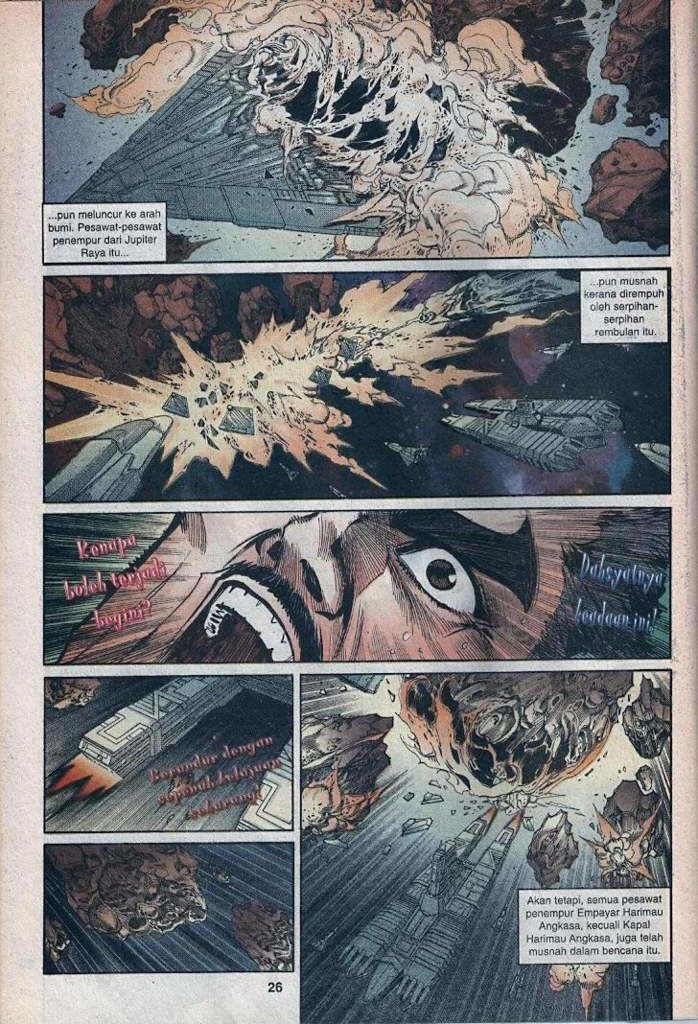 ...pun meluncur ke arah
bumi. Pesawat-pesawat
penempur dari Jupiter
Raya itu...
...pun musnah
kerana dirempuh
oleh serpihan-
serpihan
rembulan itu.
Kenapa
boleh terjadi
begini?
Dahsyatnya
keadaan ini!
Berundur dengan
sepenuh kelajuan
sekarang!
Akan tetapi, semua pesawat
penempur Empayar Harimau
Angkasa, kecuali Kapal
Harimau Angkasa, juga telah
musnah dalam bencana itu.
26